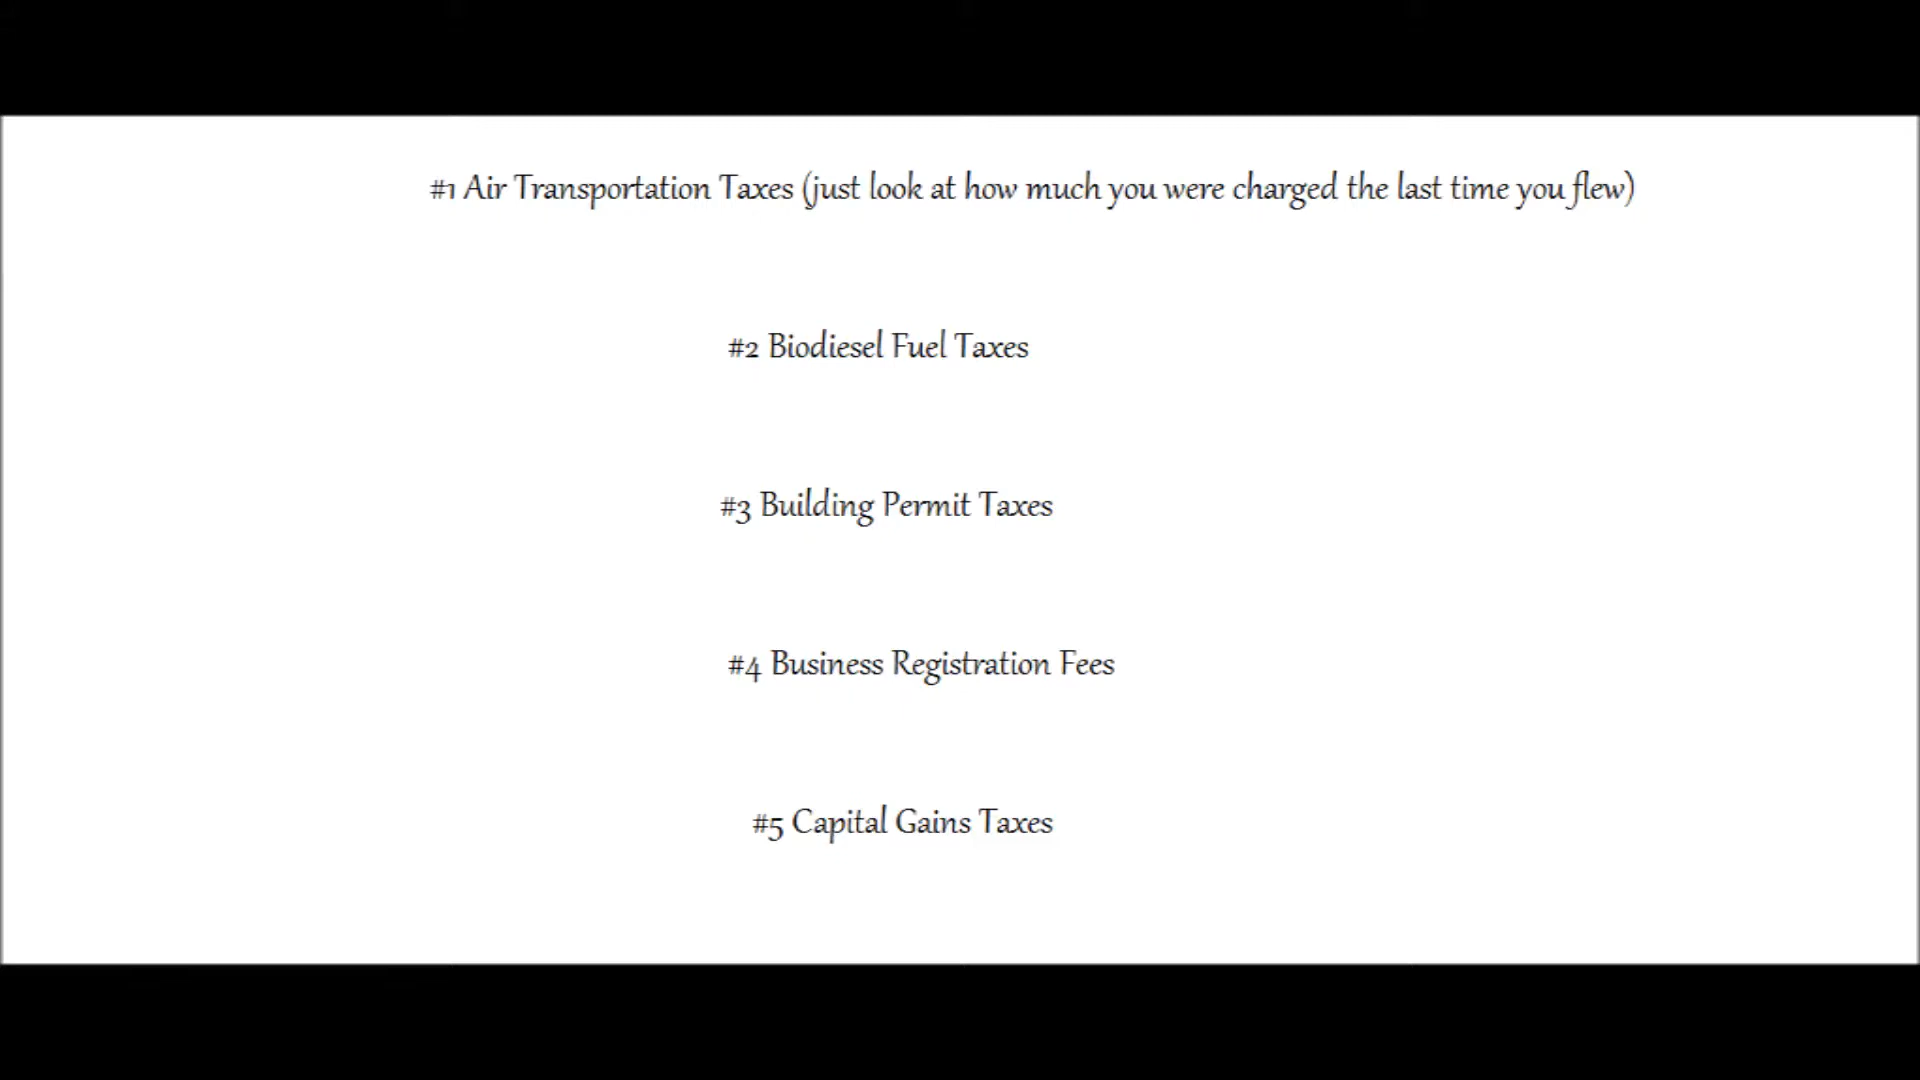 #1 Air Transportation Taxes (just look at how much you were charged the last time you flew)
#2 Biodiesel Fuel Taxes
#3 Building Permit Taxes
#4 Business Registration Fees
#5 Capital Gains Taxes